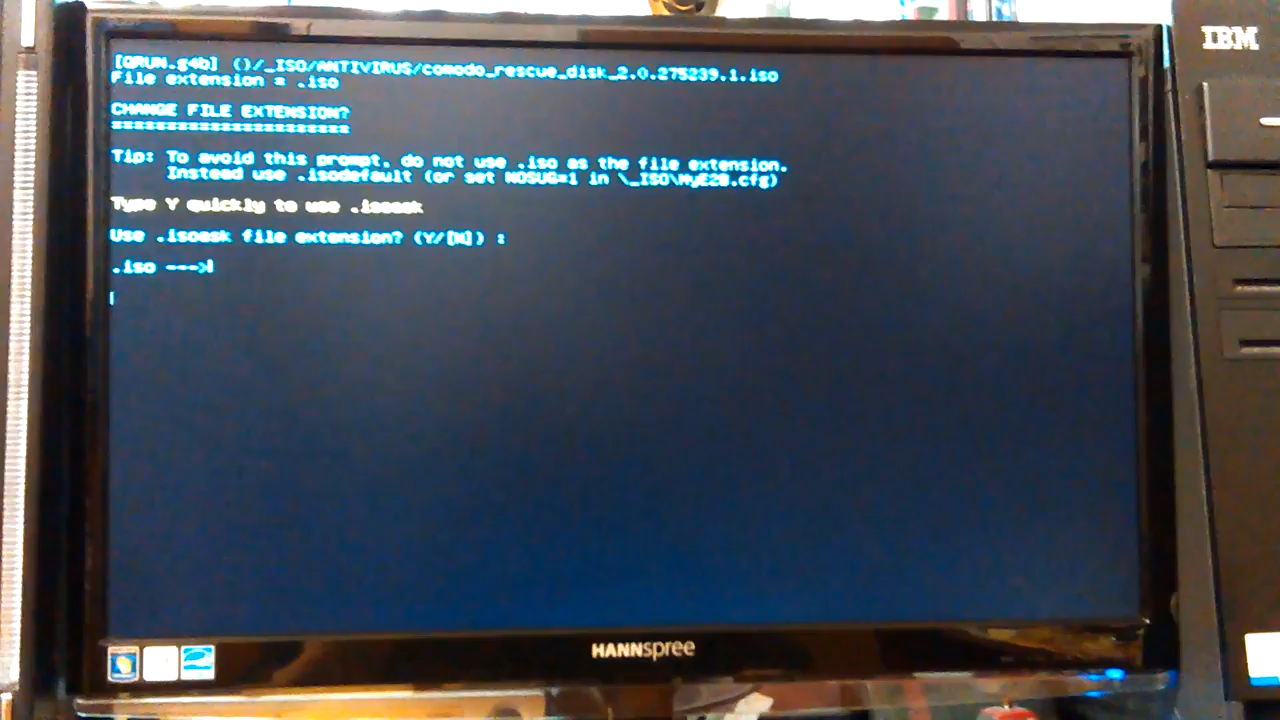 [QRUN.g4b] ()/_ISO/ANTIVIRUS/comodo_rescue_disk_2.0.275239.1.iso
File extension = .iso
CHANGE FILE EXTENSION?
======================
Tip: To avoid this prompt, do not use .iso as the file extension.
Instead use .isodefault (or set NOSUG=1 in \_ISO\MyE2B.cfg)
Type Y quickly to use .isoask
Use .isoask file extension? (Y/[N]) :
.iso --->
IBM
HANNspree